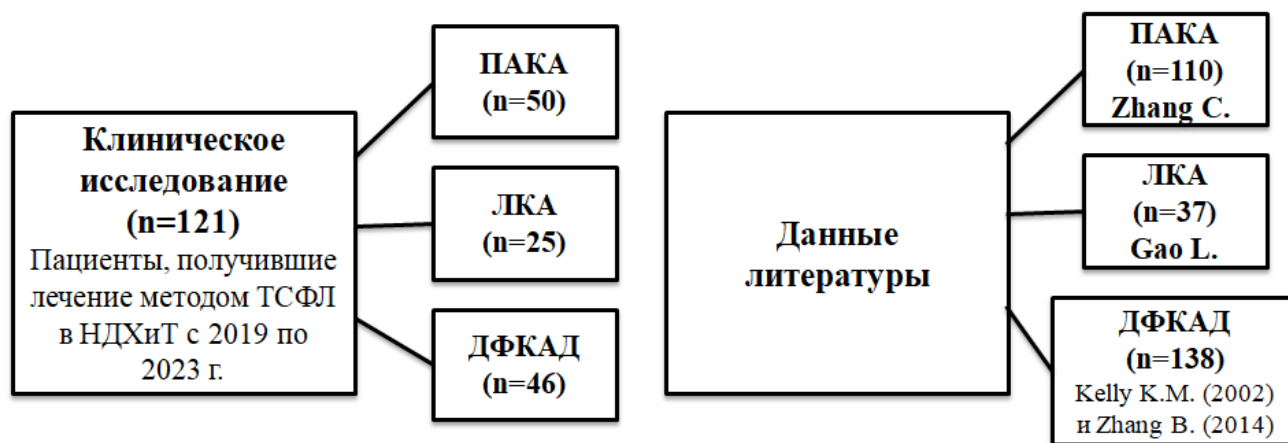 Клиническое
исследование
(n=121)
Пациенты, получившие
лечение методом ТСФЛ
в НДХиТ с 2019 по
2023 г.
ПАКА
(n=50)
ЛКА
(n=25)
ДФКАД
(n=46)
Данные
литературы
ПАКА
(n=110)
Zhang C.
ЛКА
(n=37)
Gao L.
ДФКАД
(n=138)
Kelly K.M. (2002)
и Zhang B. (2014)